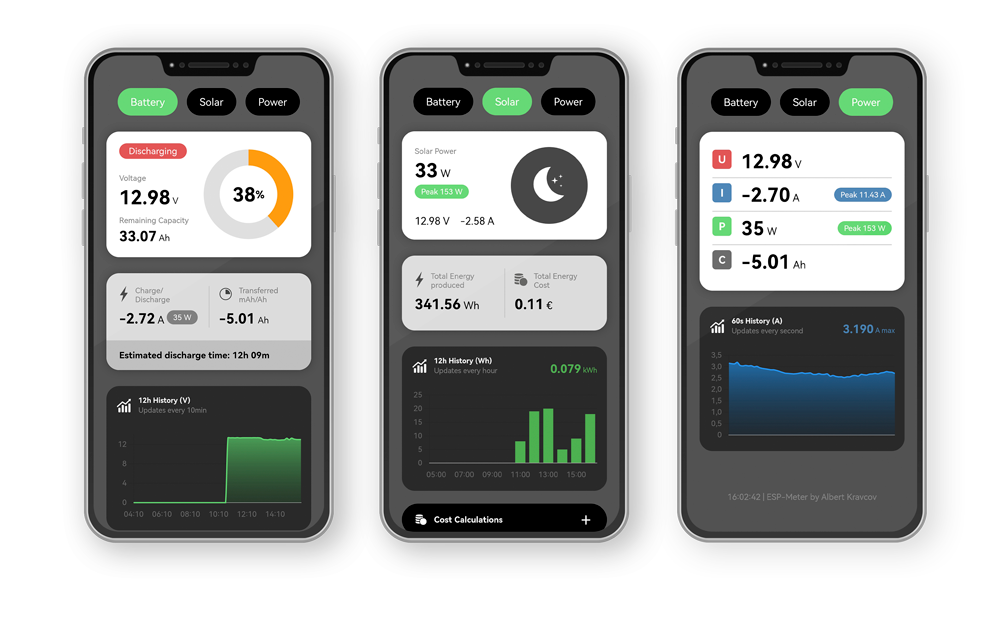 Battery Solar Power
Discharging
Voltage
12.98 V
Remaining Capacity
33.07 Ah
38%
Charge/
Discharge
-2.72 A 35 W
Transferred
mAh/Ah
-5.01 Ah
Estimated discharge time: 12h 09m
12h History (V)
Updates every 10min
12
8
4
0
04:10 06:10 08:10 10:10 12:10 14:10
Battery Solar Power
Solar Power
33 W
Peak 153 W
12.98 V -2.58 A
Total Energy
produced
341.56 Wh
Total Energy
Cost
0.11 €
12h History (Wh)
Updates every hour
0.079 kWh
25
20
15
10
5
0
05:00 07:00 09:00 11:00 13:00 15:00
Cost Calculations +
Battery Solar Power
U 12.98 V
I -2.70 A Peak 11.43 A
P 35 W Peak 153 W
C -5.01 Ah
60s History (A)
Updates every second
3.190 A max
3,5
3,0
2,5
2,0
1,5
1,0
0,5
0
16:02:42 | ESP-Meter by Albert Kravcov